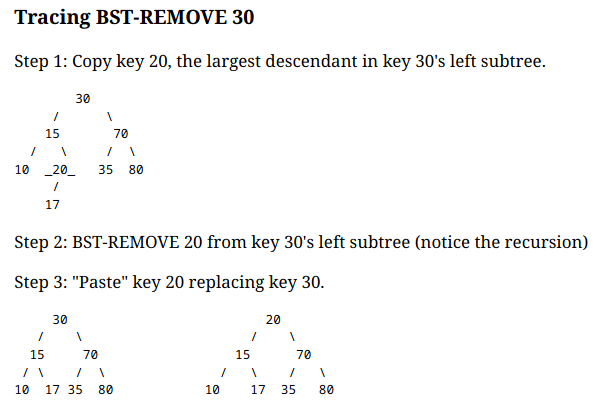 Tracing BST-REMOVE 30
Step 1: Copy key 20, the largest descendant in key 30's left subtree.
30
/ \
15 70
/ \ / \
10 _20_ 35 80
/
17
Step 2: BST-REMOVE 20 from key 30's left subtree (notice the recursion)
Step 3: "Paste" key 20 replacing key 30.
30 20
/ \ / \
15 70 15 70
/ \ / \ / \ / \
10 17 35 80 10 17 35 80